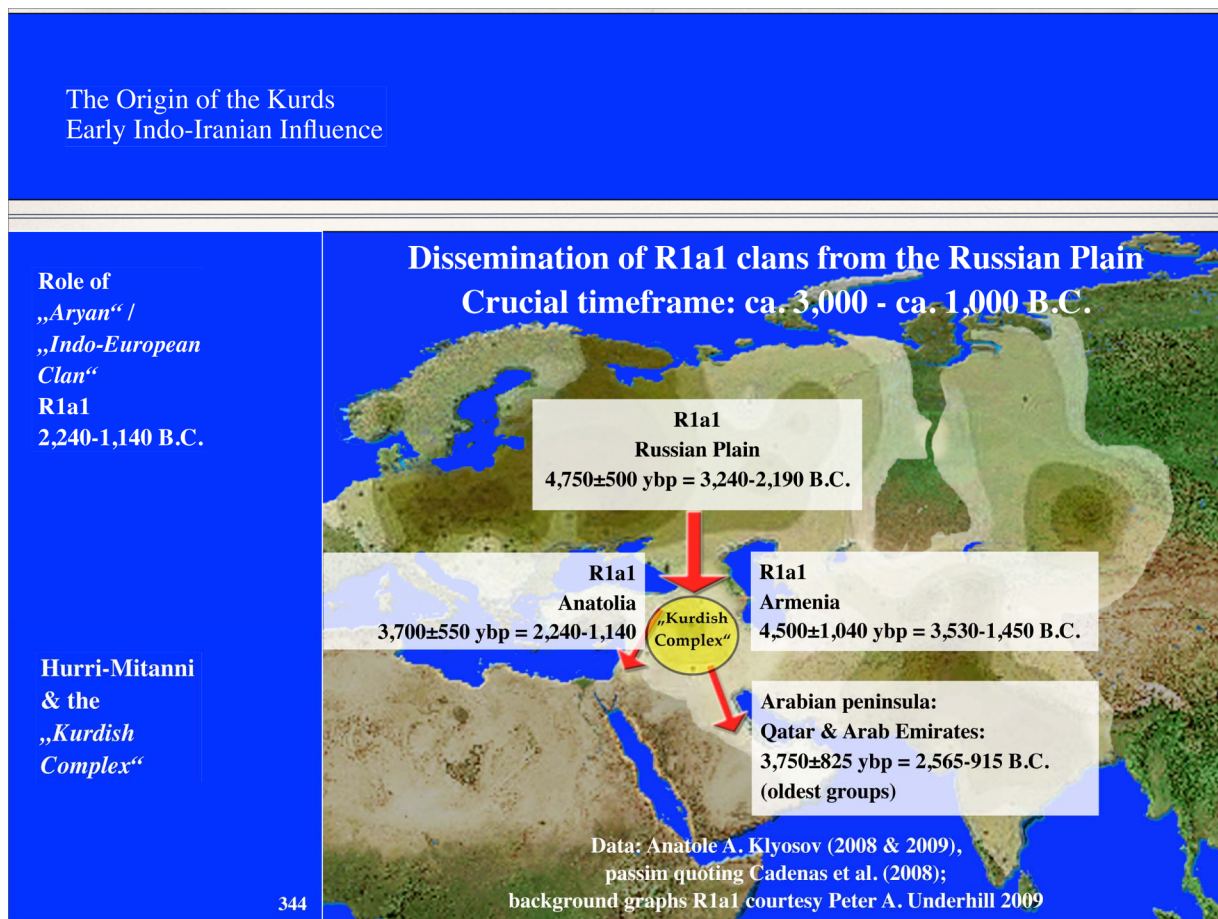 The Origin of the Kurds
Early Indo-Iranian Influence
Role of
„Aryan“ /
„Indo-European
Clan“
R1a1
2,240-1,140 B.C.
Hurri-Mitanni
& the
„Kurdish
Complex“
344
Dissemination of R1a1 clans from the Russian Plain
Crucial timeframe: ca. 3,000 - ca. 1,000 B.C.
R1a1
Russian Plain
4,750±500 ybp = 3,240-2,190 B.C.
R1a1
Anatolia
3,700±550 ybp = 2,240-1,140
„Kurdish
Complex“
R1a1
Armenia
4,500±1,040 ybp = 3,530-1,450 B.C.
Arabian peninsula:
Qatar & Arab Emirates:
3,750±825 ybp = 2,565-915 B.C.
(oldest groups)
Data: Anatole A. Klyosov (2008 & 2009),
passim quoting Cadenas et al. (2008);
background graphs R1a1 courtesy Peter A. Underhill 2009